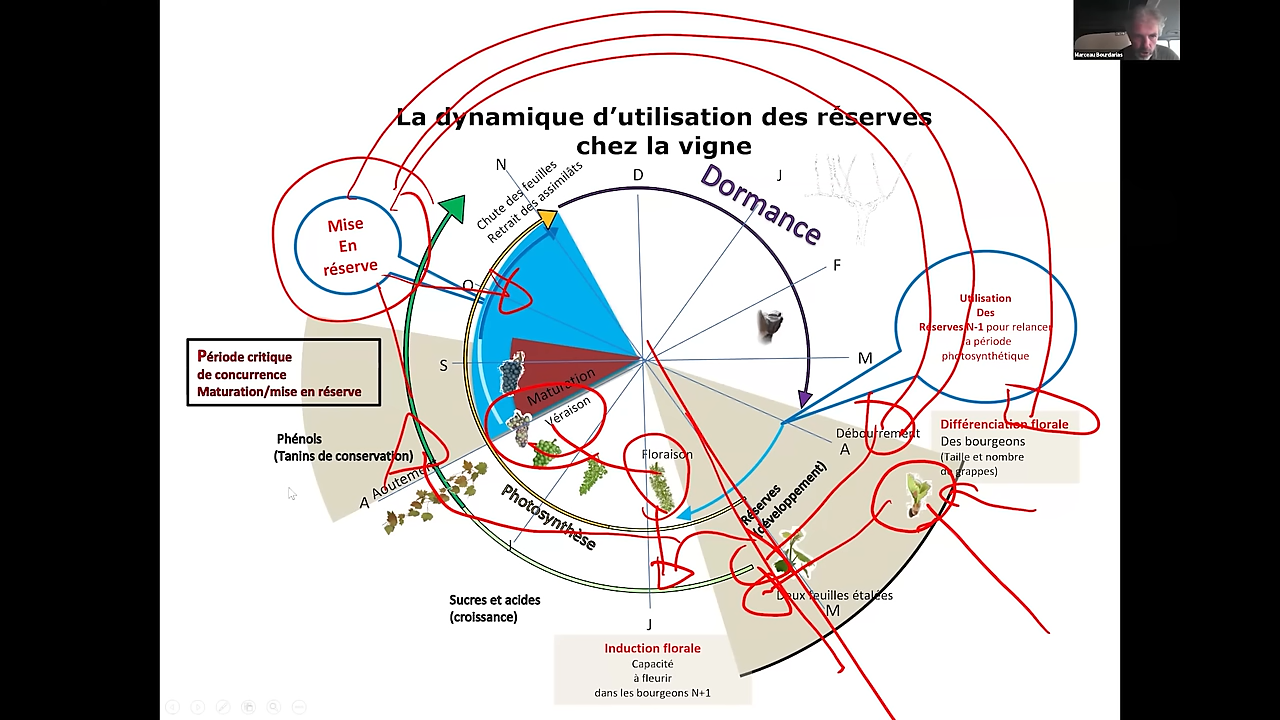 Marceau Bourdarias
La dynamique d’utilisation des réserves
chez la vigne
N
Chute des feuilles
Retrait des assimilâts
D
J
Dormance
F
Mise
En
réserve
O
Utilisation
Des
Réserves N-1 pour relancer
la période
photosynthétique
Période critique
de concurrence
Maturation/mise en réserve
S
M
Maturation
Véraison
Différenciation florale
Des bourgeons
(Taille et nombre
de grappes)
Débourrement
A
Phénols
(Tanins de conservation)
Floraison
A
Aoutement
Photosynthèse
Réserves
(développement)
J
Deux feuilles étalées
M
Sucres et acides
(croissance)
J
Induction florale
Capacité
à fleurir
dans les bourgeons N+1